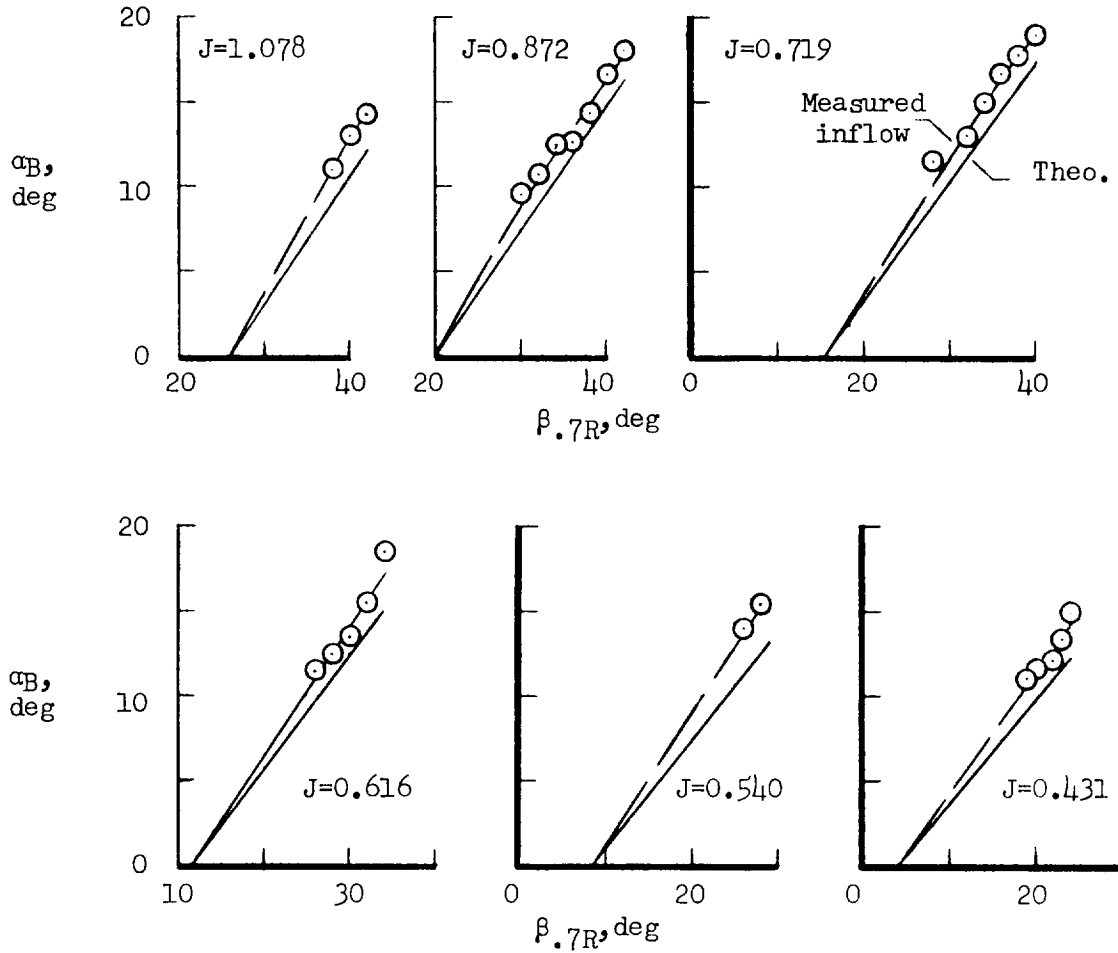 20
J=1.078
J=0.872
J=0.719
Measured
inflow
αB,
deg
10
Theo.
0
20
40
20
40
0
20
40
β.7R, deg
20
αB,
deg
10
J=0.616
J=0.540
J=0.431
0
10
30
0
20
0
20
β.7R, deg